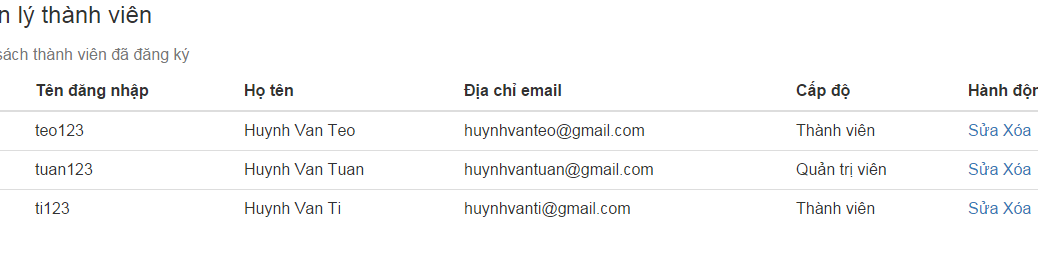 n lý thành viên
sách thành viên đã đăng ký
Tên đăng nhập Họ tên Địa chỉ email Cấp độ Hành độn
teo123 Huynh Van Teo huynhvanteo@gmail.com Thành viên Sửa Xóa
tuan123 Huynh Van Tuan huynhvantuan@gmail.com Quản trị viên Sửa Xóa
ti123 Huynh Van Ti huynhvanti@gmail.com Thành viên Sửa Xóa